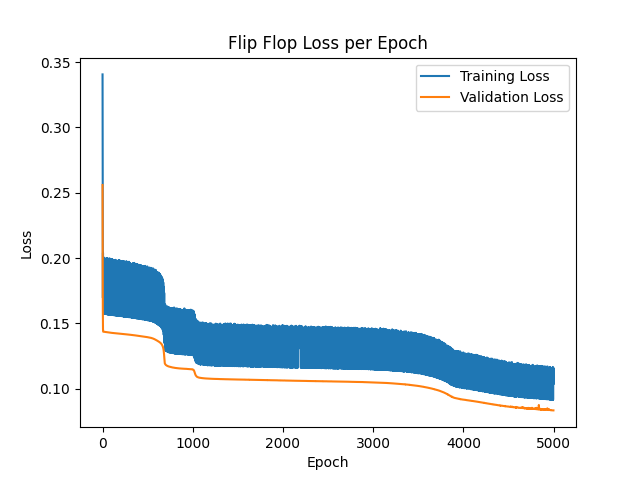 Flip Flop Loss per Epoch
Training Loss
Validation Loss
Loss
0.35
0.30
0.25
0.20
0.15
0.10
0 1000 2000 3000 4000 5000
Epoch